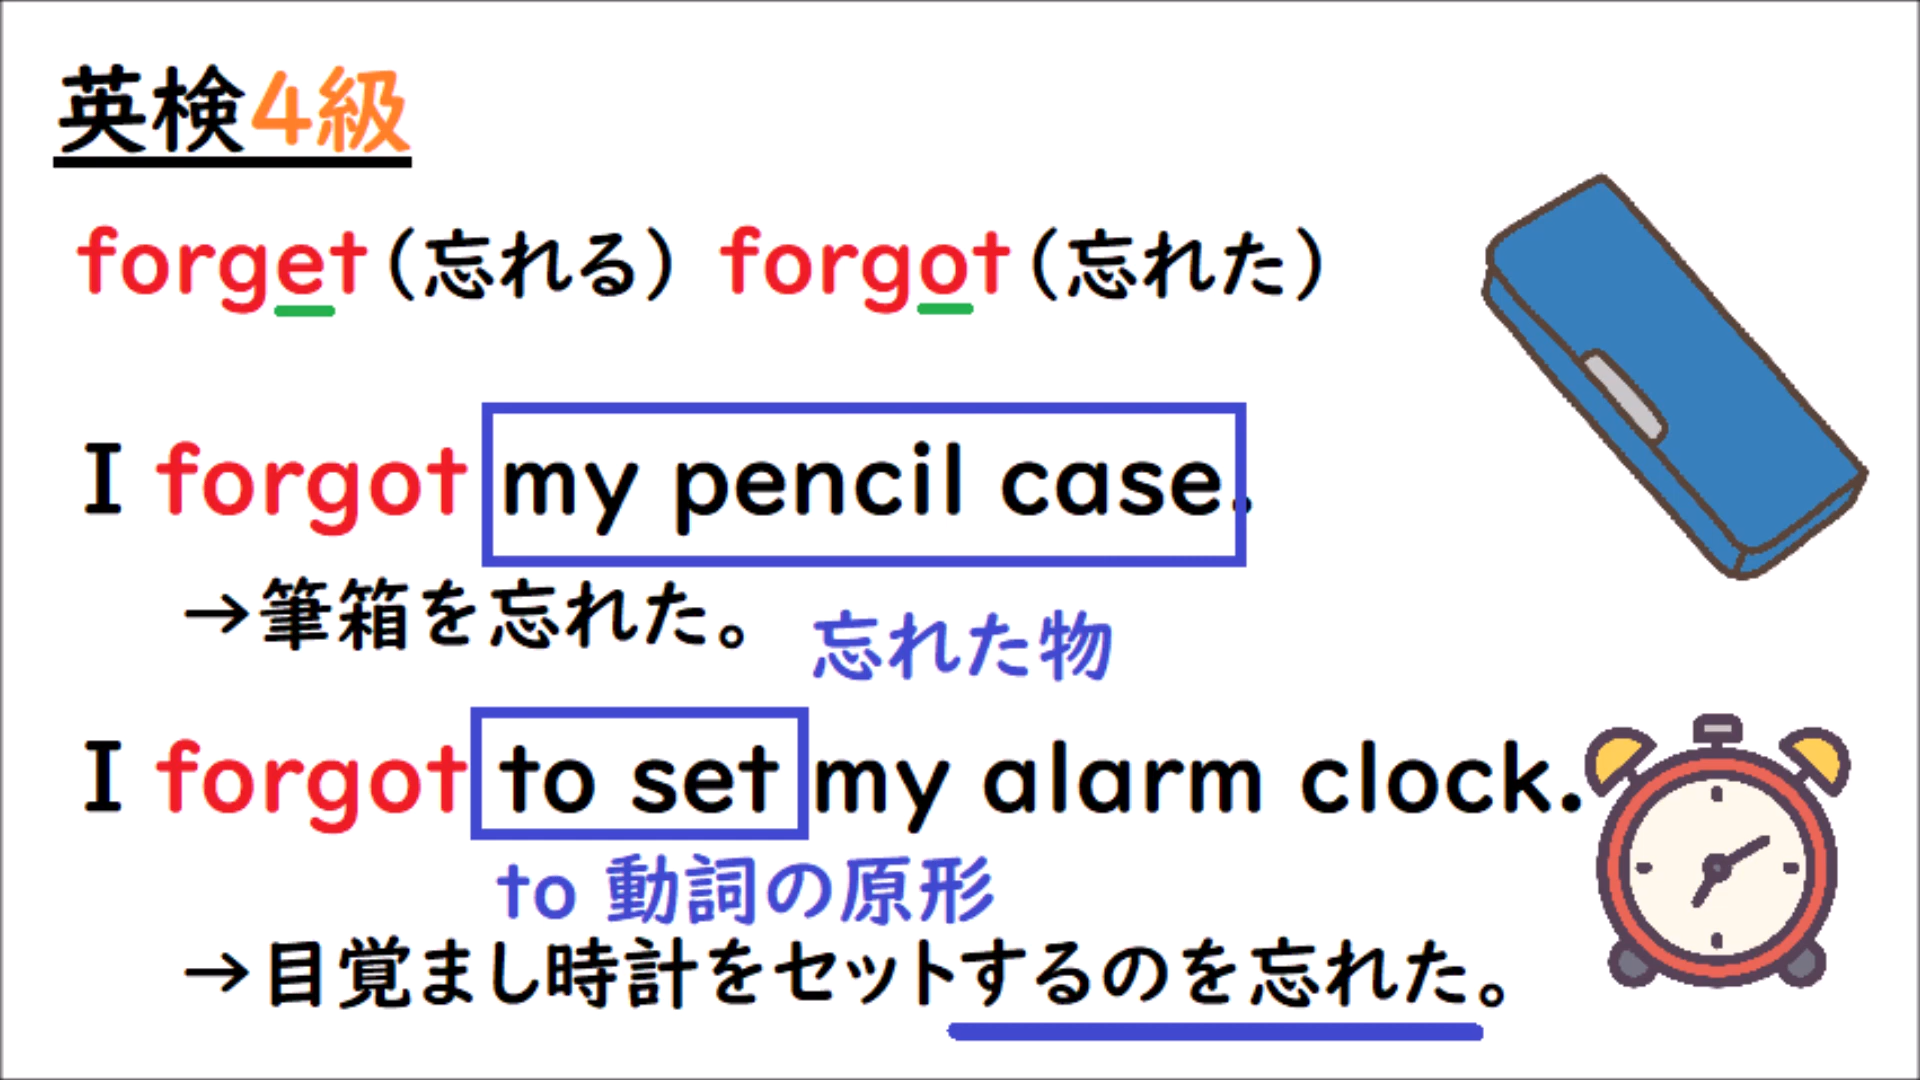 英検4級
forget(忘れる) forgot(忘れた)
I forgot my pencil case.
→筆箱を忘れた。
忘れた物
I forgot to set my alarm clock.
to 動詞の原形
→目覚まし時計をセットするのを忘れた。